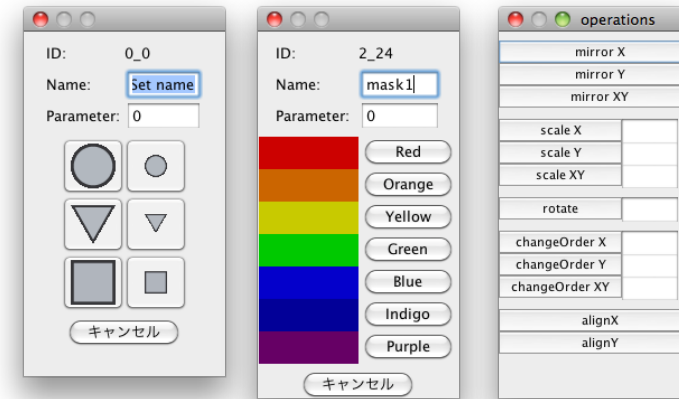 ID: 0_0
Name: Set name
Parameter: 0
キャンセル
ID: 2_24
Name: mask1
Parameter: 0
Red
Orange
Yellow
Green
Blue
Indigo
Purple
キャンセル
operations
mirror X
mirror Y
mirror XY
scale X
scale Y
scale XY
rotate
changeOrder X
changeOrder Y
changeOrder XY
alignX
alignY